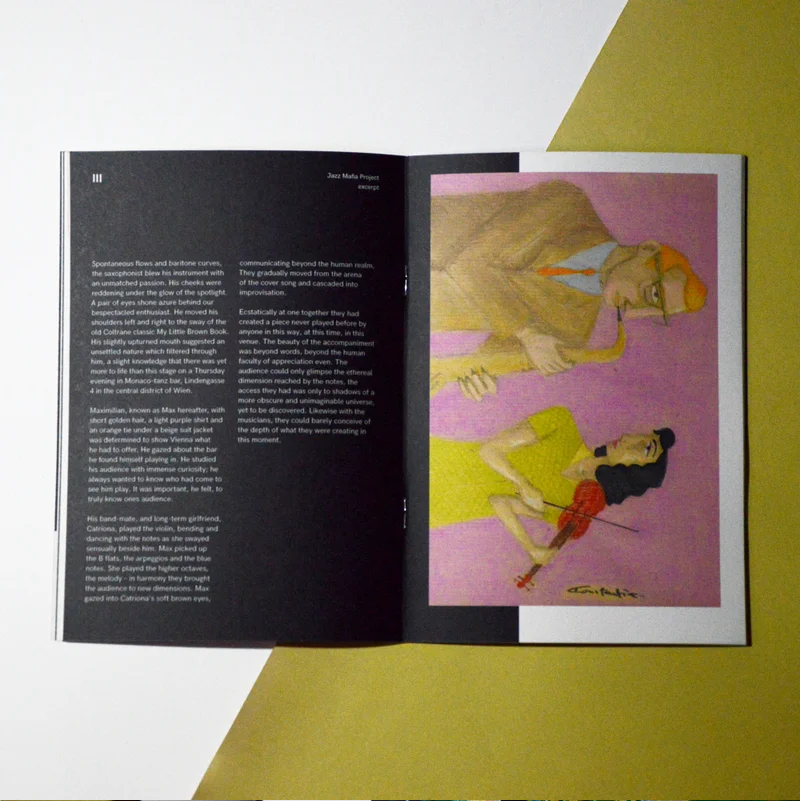 III
Jazz Mafia Project
excerpt
Spontaneous flows and baritone curves,
the saxophonist blew his instrument with
an unmatched passion. His cheeks were
reddening under the glow of the spotlight.
A pair of eyes shone azure behind our
bespectacled enthusiast. He moved his
shoulders left and right to the sway of the
old Coltrane classic My Little Brown Book.
His slightly upturned mouth suggested an
unsettled nature which filtered through
him, a slight knowledge that there was yet
more to life than this stage on a Thursday
evening in Monaco-tanz bar, Lindengasse
4 in the central district of Wien.
Maximilian, known as Max hereafter, with
short golden hair, a light purple shirt and
an orange tie under a beige suit jacket
was determined to show Vienna what
he had to offer. He gazed about the bar
he found himself playing in. He studied
his audience with immense curiosity; he
always wanted to know who had come to
see him play. It was important, he felt, to
truly know ones audience.
His band-mate, and long-term girlfriend,
Catriona, played the violin, bending and
dancing with the notes as she swayed
sensually beside him. Max picked up
the B flats, the arpeggios and the blue
notes. She played the higher octaves,
the melody - in harmony they brought
the audience to new dimensions. Max
gazed into Catriona's soft brown eyes,
communicating beyond the human realm.
They gradually moved from the arena
of the cover song and cascaded into
improvisation.
Ecstatically at one together they had
created a piece never played before by
anyone in this way, at this time, in this
venue. The beauty of the accompaniment
was beyond words, beyond the human
faculty of appreciation even. The
audience could only glimpse the ethereal
dimension reached by the notes, the
access they had was only to shadows of a
more obscure and unimaginable universe,
yet to be discovered. Likewise with the
musicians, they could barely conceive of
the depth of what they were creating in
this moment.